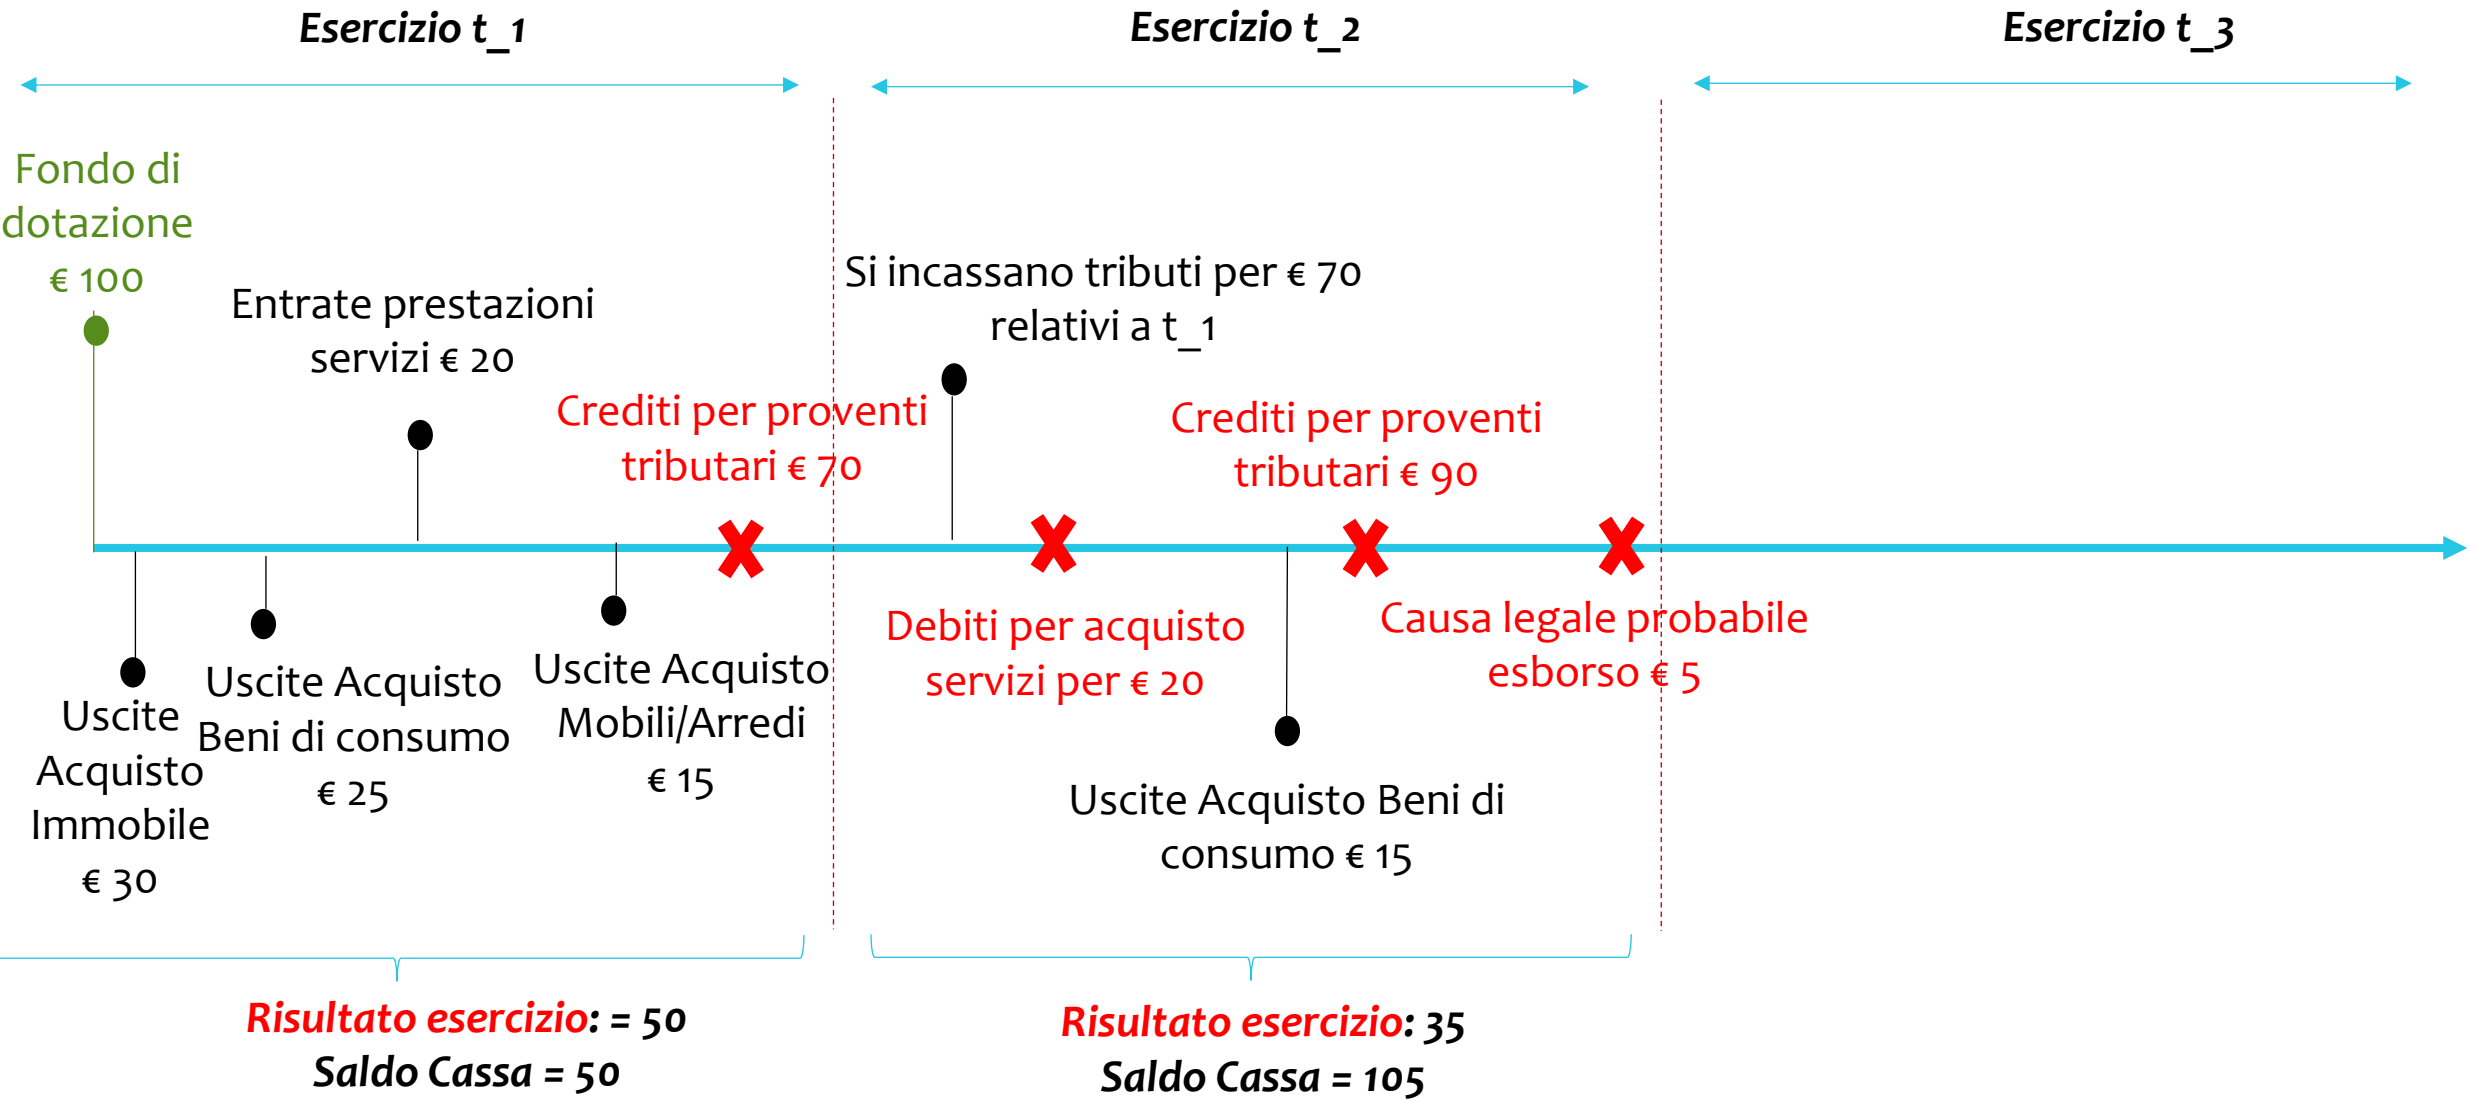 Esercizio t_1
Esercizio t_2
Esercizio t_3
Fondo di
dotazione
€ 100
Entrate prestazioni
servizi € 20
Crediti per proventi
tributari € 70
Si incassano tributi per € 70
relativi a t_1
Crediti per proventi
tributari € 90
Uscite
Acquisto
Immobile
€ 30
Uscite Acquisto
Beni di consumo
€ 25
Uscite Acquisto
Mobili/Arredi
€ 15
Debiti per acquisto
servizi per € 20
Uscite Acquisto Beni di
consumo € 15
Causa legale probabile
esborso € 5
Risultato esercizio: = 50
Saldo Cassa = 50
Risultato esercizio: 35
Saldo Cassa = 105